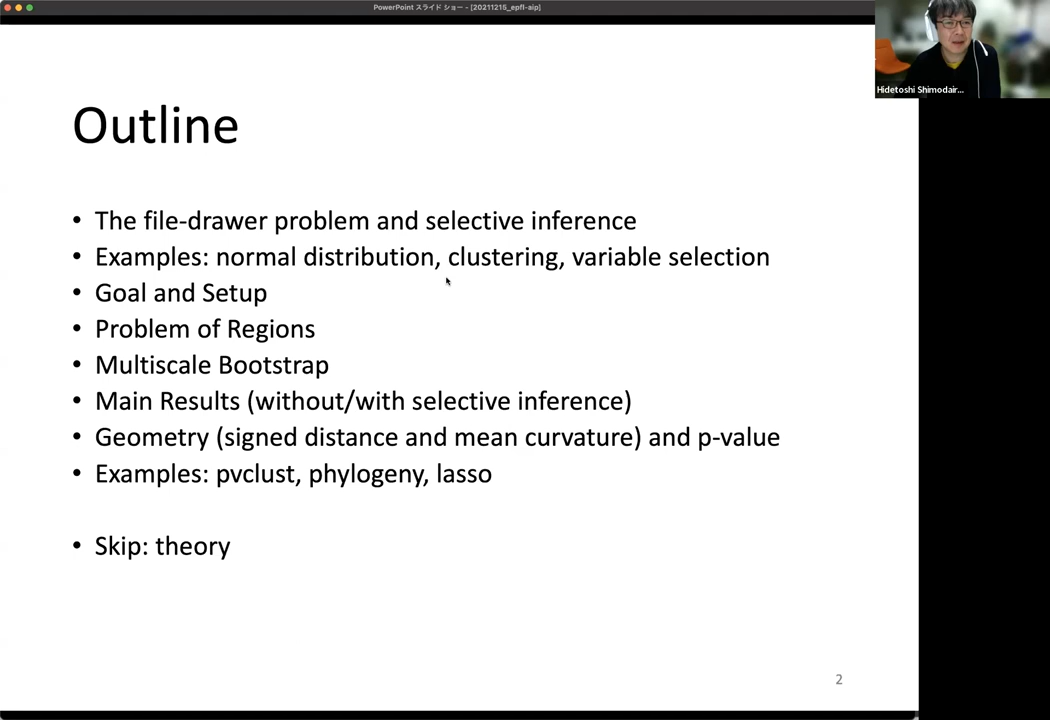 PowerPoint スライド ショー - [20211215_epfl-aip]
Hidetoshi Shimodair...
Outline
• The file-drawer problem and selective inference
• Examples: normal distribution, clustering, variable selection
• Goal and Setup
• Problem of Regions
• Multiscale Bootstrap
• Main Results (without/with selective inference)
• Geometry (signed distance and mean curvature) and p-value
• Examples: pvclust, phylogeny, lasso
• Skip: theory
2